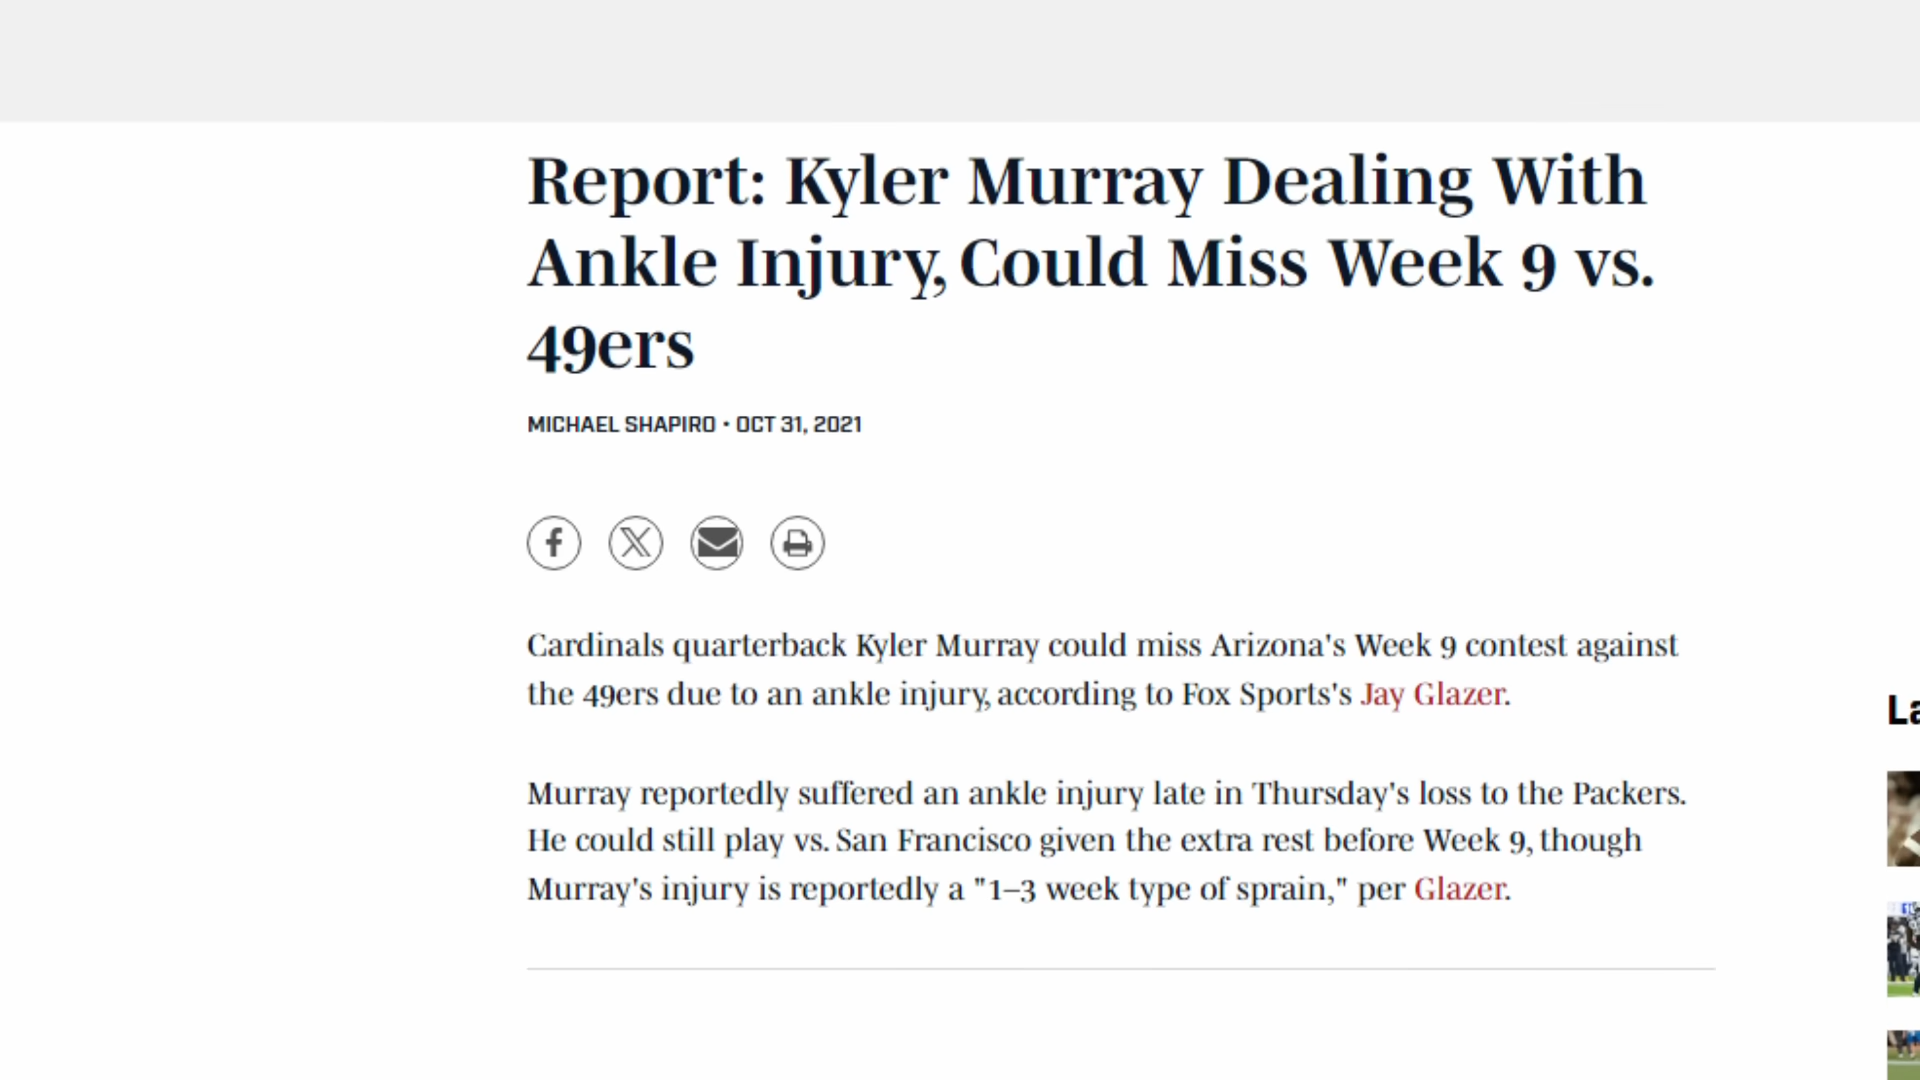 Report: Kyler Murray Dealing With
Ankle Injury, Could Miss Week 9 vs.
49ers
MICHAEL SHAPIRO • OCT 31, 2021
Cardinals quarterback Kyler Murray could miss Arizona's Week 9 contest against
the 49ers due to an ankle injury, according to Fox Sports's Jay Glazer.
Murray reportedly suffered an ankle injury late in Thursday's loss to the Packers.
He could still play vs. San Francisco given the extra rest before Week 9, though
Murray's injury is reportedly a "1–3 week type of sprain," per Glazer.